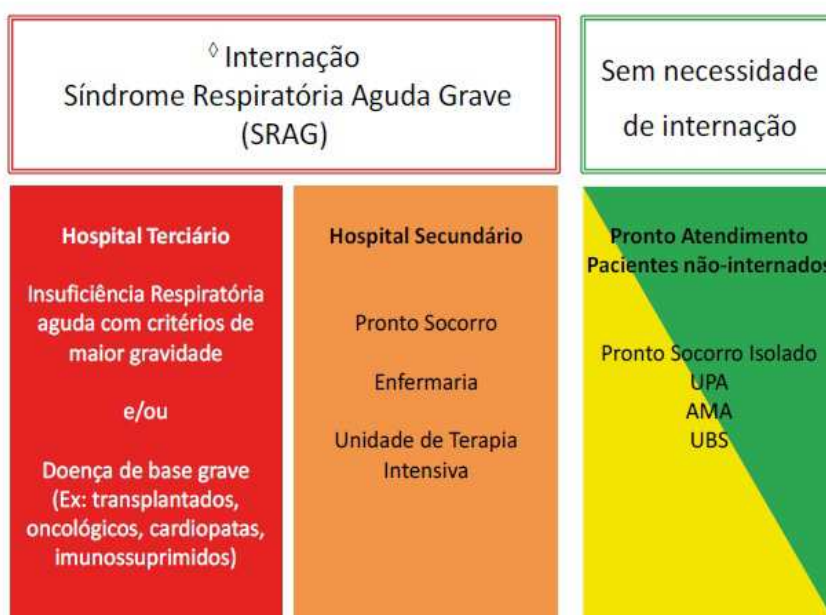 ◊ Internação
Síndrome Respiratória Aguda Grave
(SRAG)
Sem necessidade
de internação
Hospital Terciário
Insuficiência Respiratória
aguda com critérios de
maior gravidade
e/ou
Doença de base grave
(Ex: transplantados,
oncológicos, cardiopatas,
imunossuprimidos)
Hospital Secundário
Pronto Socorro
Enfermaria
Unidade de Terapia
Intensiva
Pronto Atendimento
Pacientes não-internados
Pronto Socorro Isolado
UPA
AMA
UBS